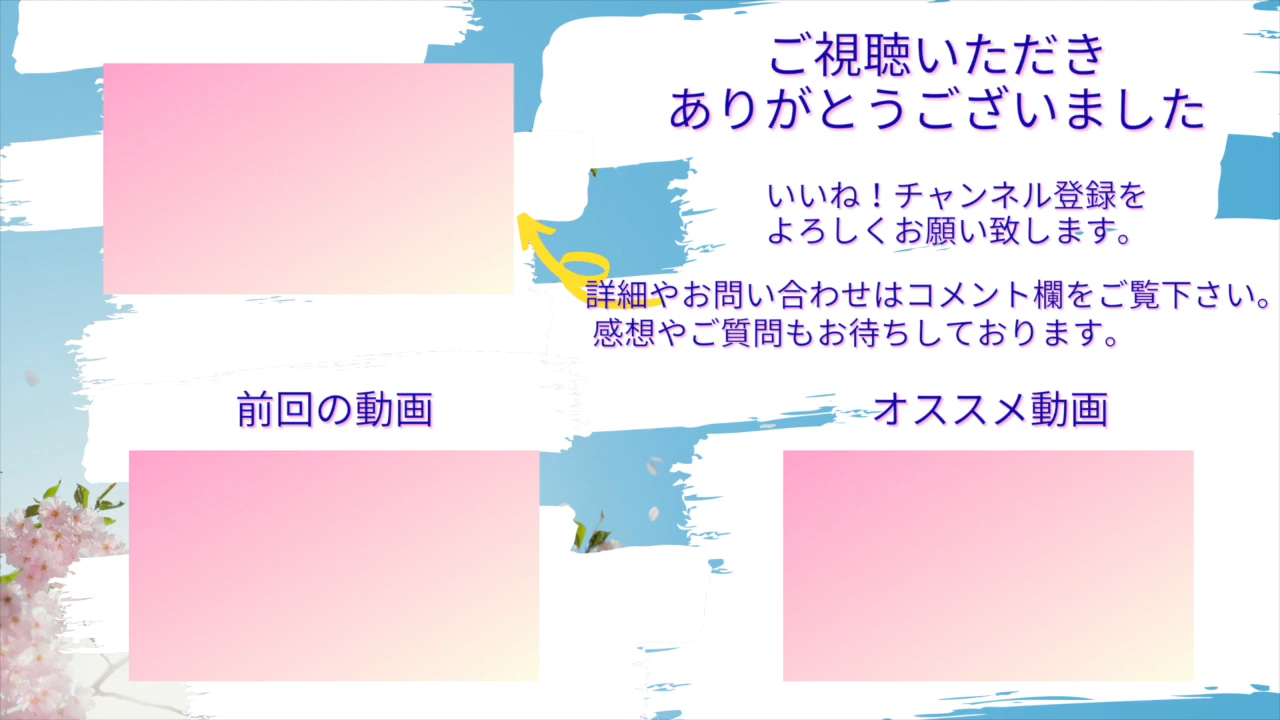 ご視聴いただき
ありがとうございました
いいね！チャンネル登録を
よろしくお願い致します。
詳細やお問い合わせはコメント欄をご覧下さい。
感想やご質問もお待ちしております。
前回の動画
オススメ動画